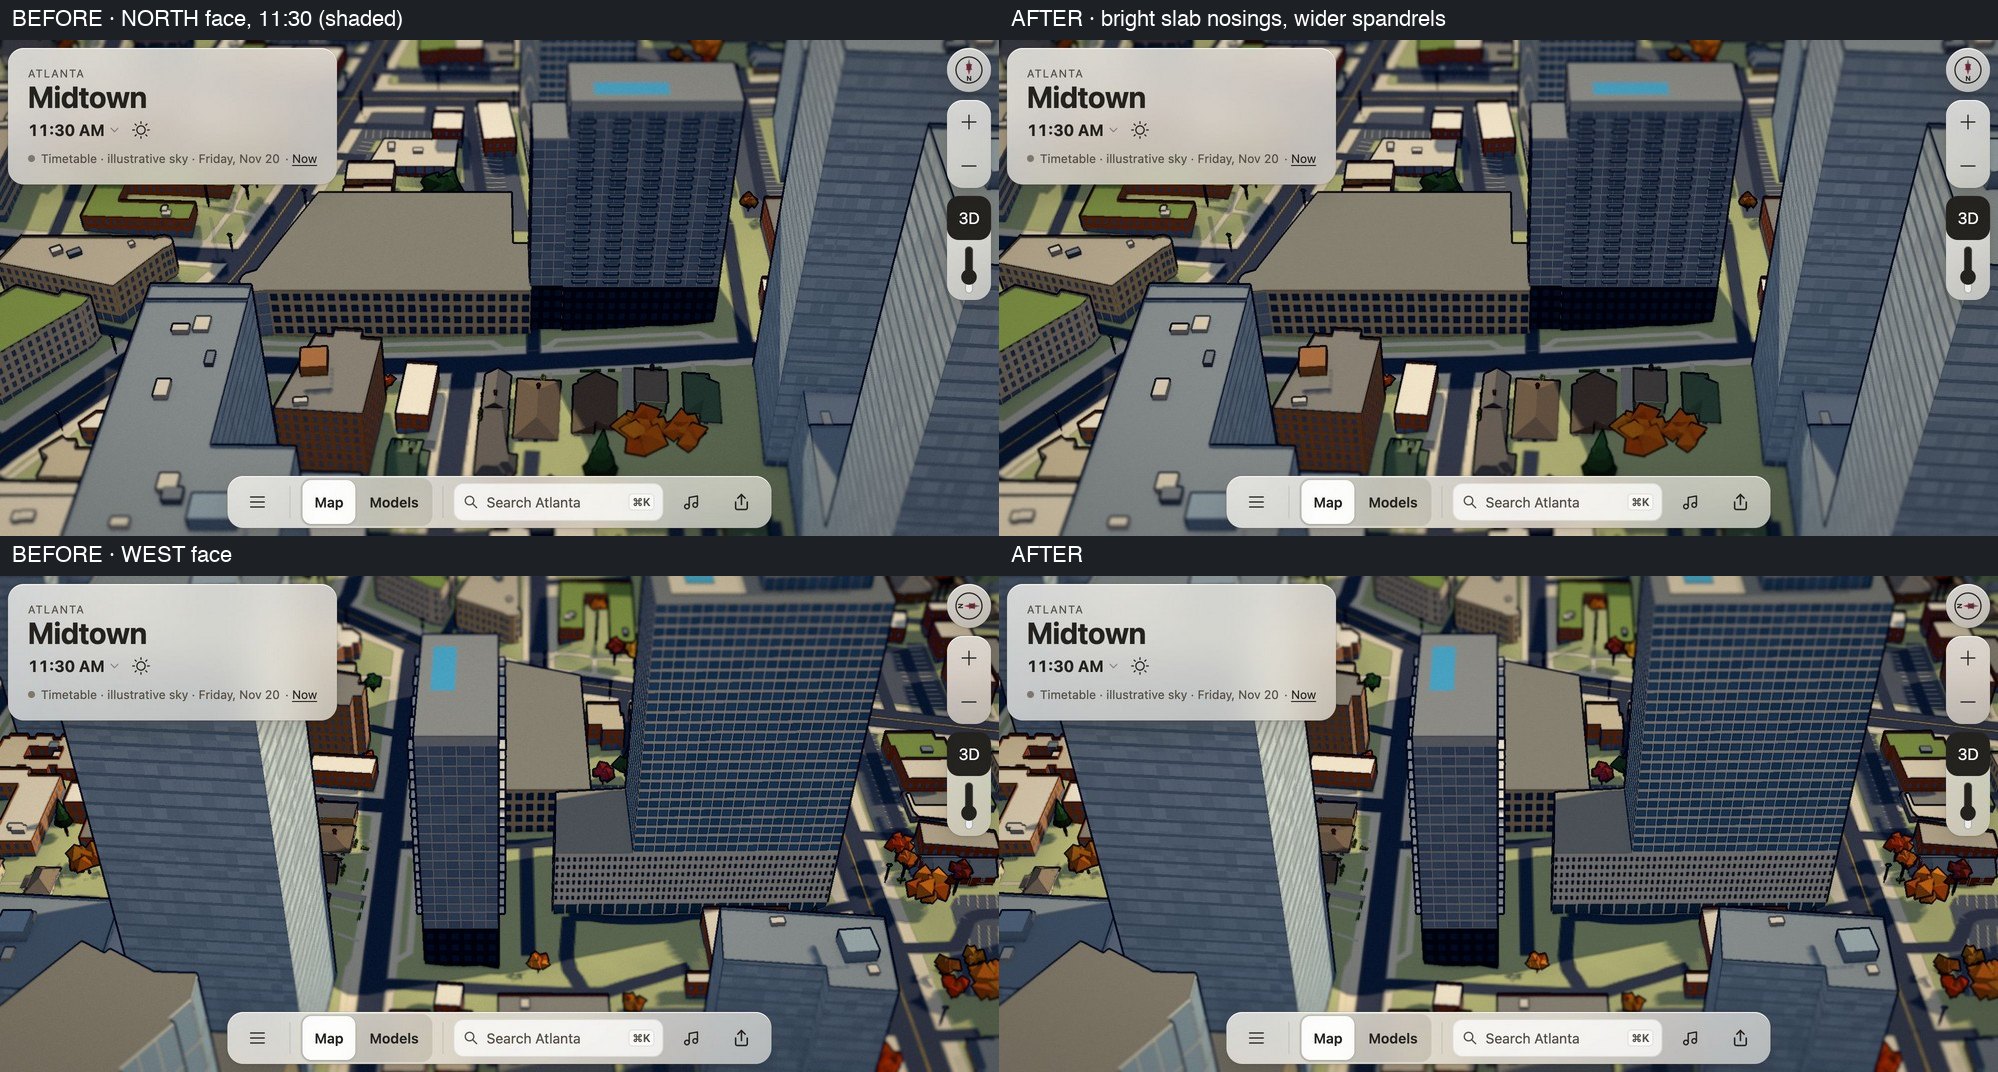 BEFORE · NORTH face, 11:30 (shaded)
ATLANTA
Midtown
11:30 AM
Timetable · illustrative sky · Friday, Nov 20 · Now
N
+
−
3D
Map Models Search Atlanta ⌘K
AFTER · bright slab nosings, wider spandrels
ATLANTA
Midtown
11:30 AM
Timetable · illustrative sky · Friday, Nov 20 · Now
N
+
−
3D
Map Models Search Atlanta ⌘K
BEFORE · WEST face
ATLANTA
Midtown
11:30 AM
Timetable · illustrative sky · Friday, Nov 20 · Now
N
+
−
3D
Map Models Search Atlanta ⌘K
AFTER
ATLANTA
Midtown
11:30 AM
Timetable · illustrative sky · Friday, Nov 20 · Now
N
+
−
3D
Map Models Search Atlanta ⌘K